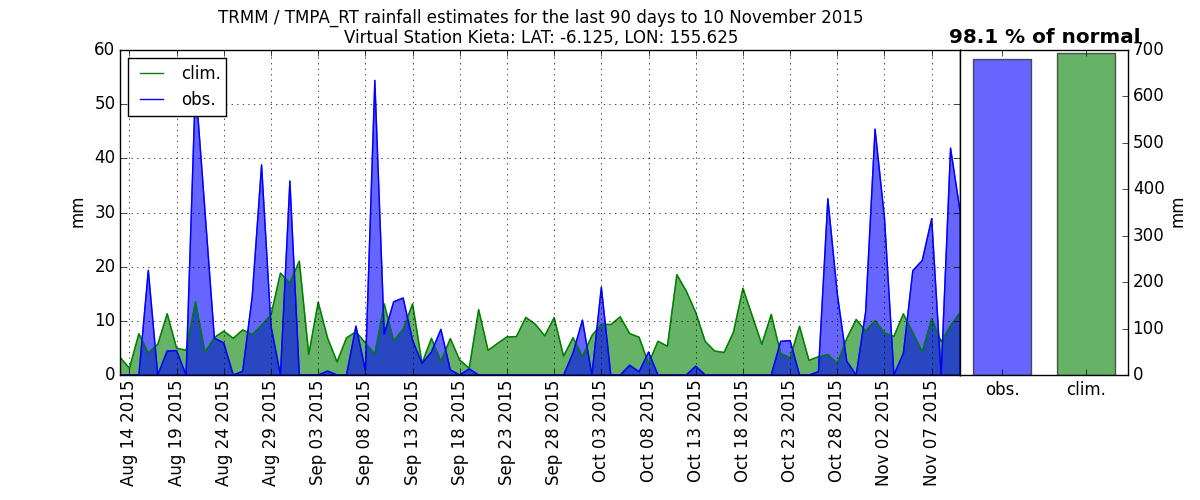 TRMM / TMPA_RT rainfall estimates for the last 90 days to 10 November 2015
Virtual Station Kieta: LAT: -6.125, LON: 155.625
98.1 % of normal
clim.
obs.
60
50
40
30
20
10
0
mm
700
600
500
400
300
200
100
0
mm
Aug 14 2015
Aug 19 2015
Aug 24 2015
Aug 29 2015
Sep 03 2015
Sep 08 2015
Sep 13 2015
Sep 18 2015
Sep 23 2015
Sep 28 2015
Oct 03 2015
Oct 08 2015
Oct 13 2015
Oct 18 2015
Oct 23 2015
Oct 28 2015
Nov 02 2015
Nov 07 2015
obs.
clim.